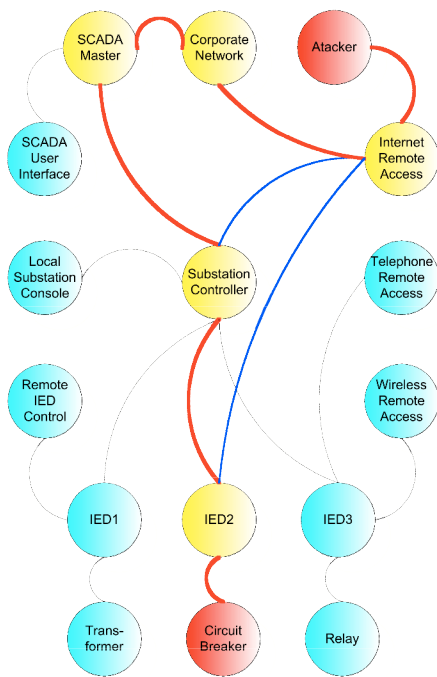 SCADA
Master
Corporate
Network
Atacker
SCADA
User
Interface
Internet
Remote
Access
Local
Substation
Console
Substation
Controller
Telephone
Remote
Access
Remote
IED
Control
Wireless
Remote
Access
IED1
IED2
IED3
Trans-
former
Circuit
Breaker
Relay